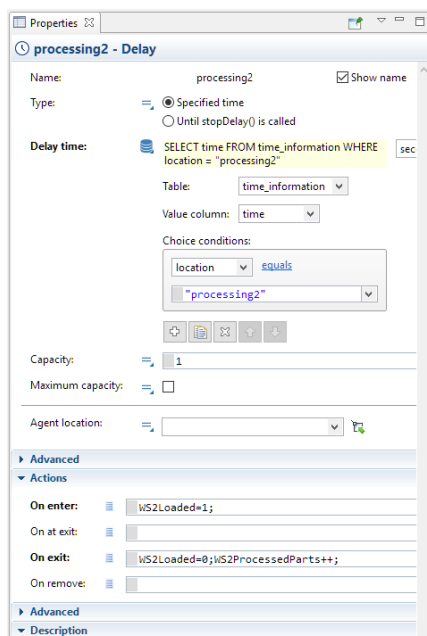 Properties
processing2 - Delay
Name: processing2 Show name
Type: Specified time
Until stopDelay() is called
Delay time: SELECT time FROM time_information WHERE sec
location = "processing2"
Table: time_information
Value column: time
Choice conditions:
location equals
"processing2"
Capacity: 1
Maximum capacity:
Agent location:
Advanced
Actions
On enter: WS2Loaded=1;
On at exit:
On exit: WS2Loaded=0;WS2ProcessedParts++;
On remove:
Advanced
Description